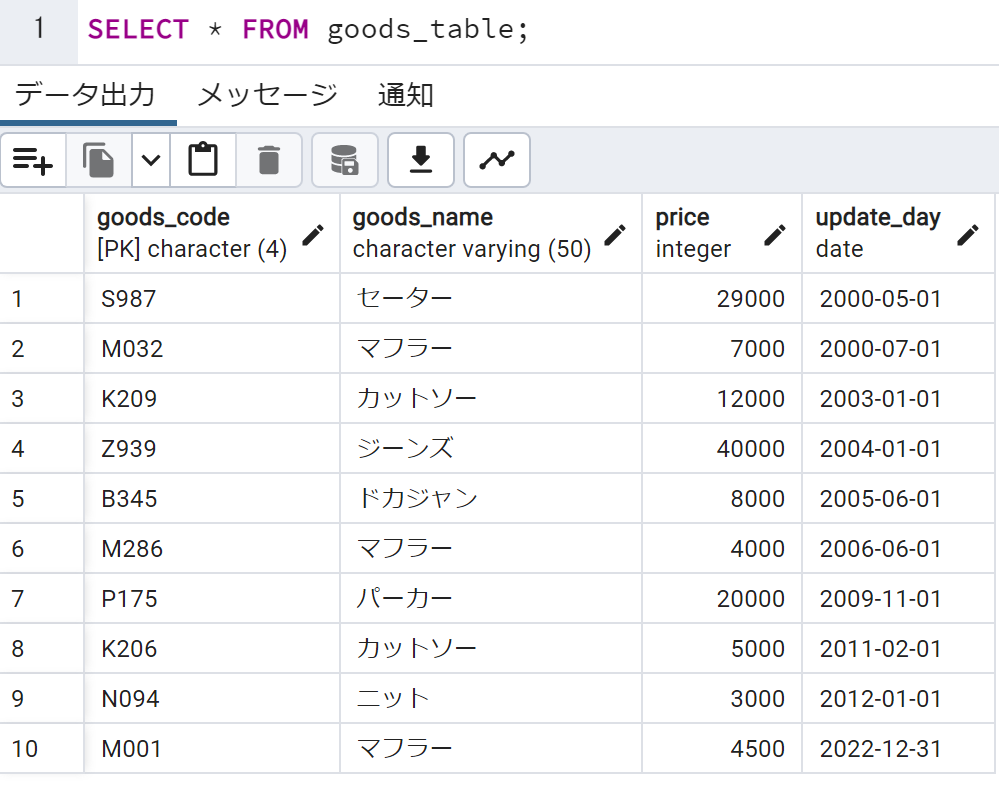 1 SELECT * FROM goods_table;
データ出力 メッセージ 通知
goods_code goods_name price update_day
[PK] character (4) character varying (50) integer date
1 S987 セーター 29000 2000-05-01
2 M032 マフラー 7000 2000-07-01
3 K209 カットソー 12000 2003-01-01
4 Z939 ジーンズ 40000 2004-01-01
5 B345 ドカジャン 8000 2005-06-01
6 M286 マフラー 4000 2006-06-01
7 P175 パーカー 20000 2009-11-01
8 K206 カットソー 5000 2011-02-01
9 N094 ニット 3000 2012-01-01
10 M001 マフラー 4500 2022-12-31